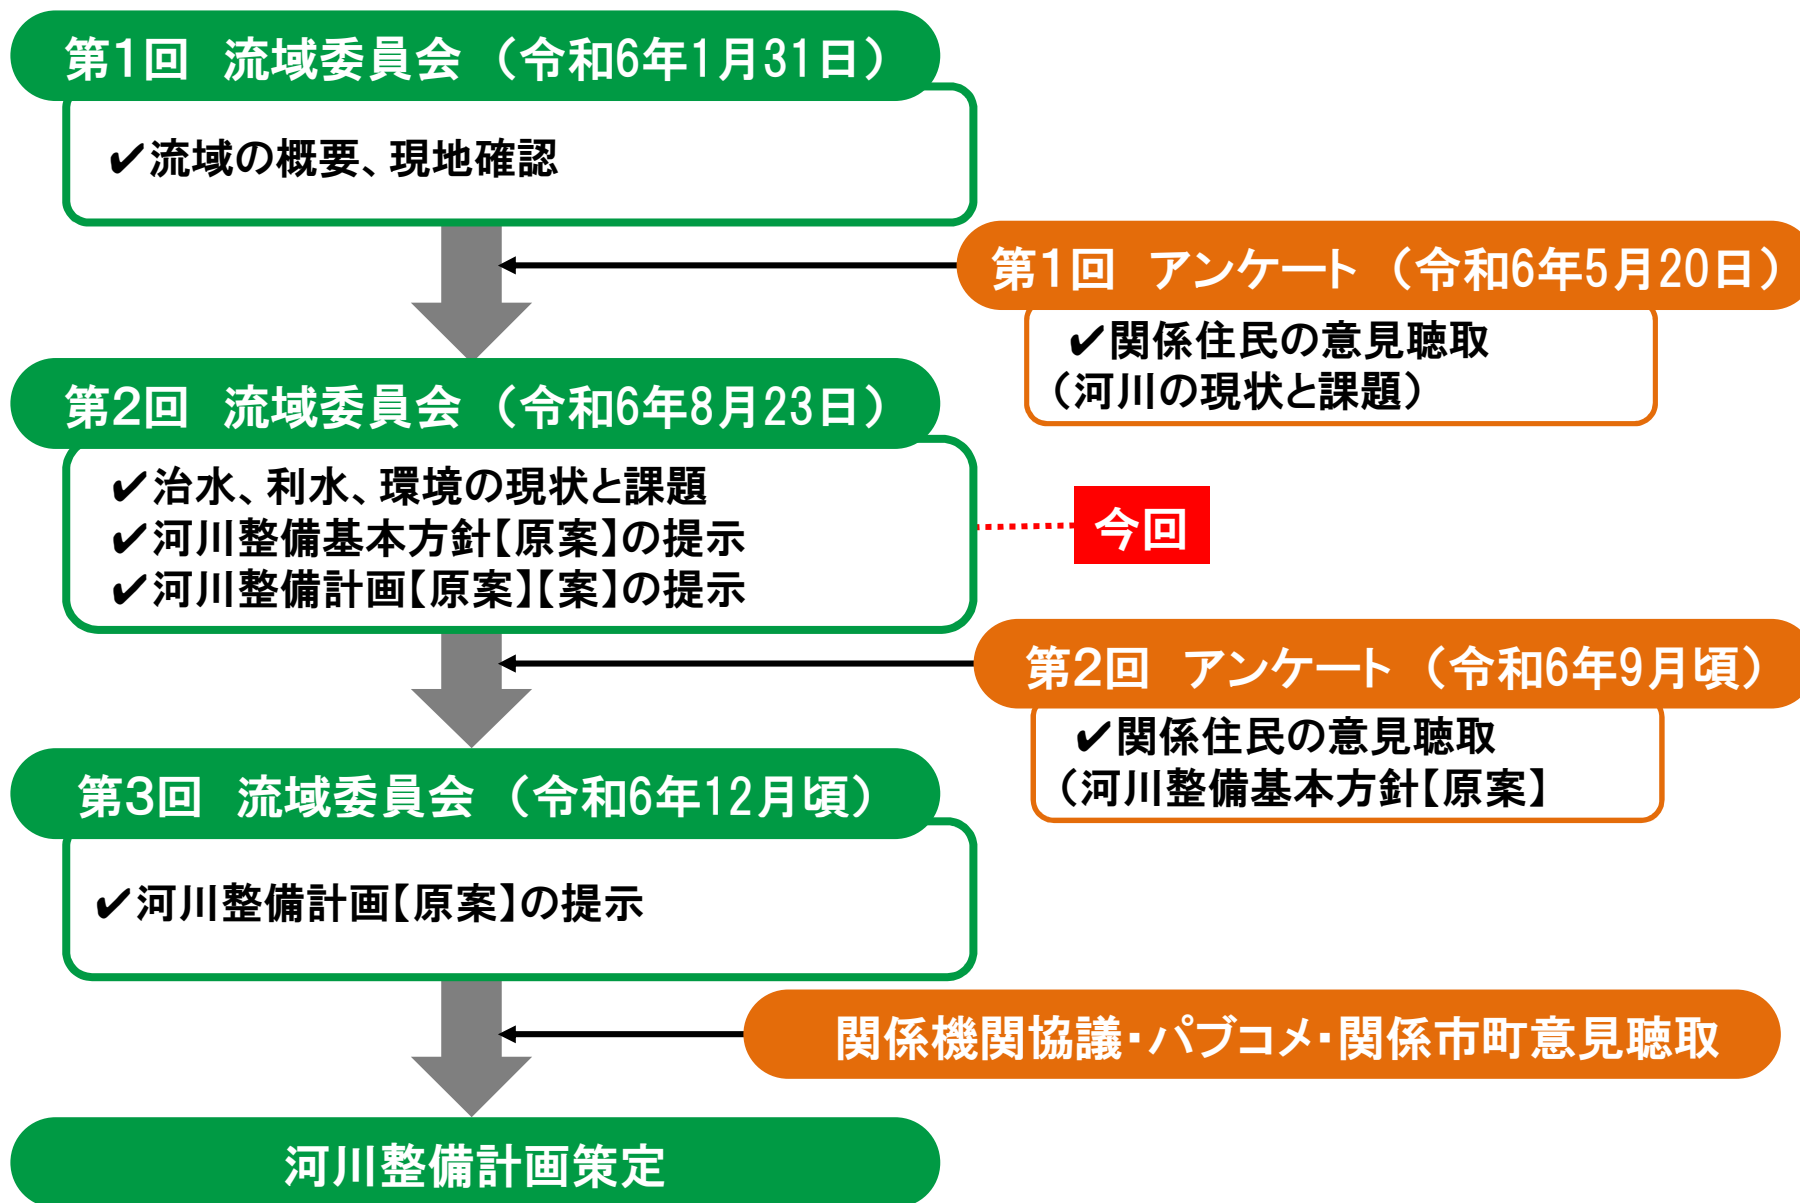 第1回　流域委員会　（令和6年1月31日）
✔流域の概要、現地確認
第1回　アンケート　（令和6年5月20日）
✔関係住民の意見聴取
（河川の現状と課題）
第2回　流域委員会　（令和6年8月23日）
✔治水、利水、環境の現状と課題
✔河川整備基本方針【原案】の提示
✔河川整備計画【原案】【案】の提示
今回
第2回　アンケート　（令和6年9月頃）
✔関係住民の意見聴取
（河川整備基本方針【原案】
第3回　流域委員会　（令和6年12月頃）
✔河川整備計画【原案】の提示
関係機関協議・パブコメ・関係市町意見聴取
河川整備計画策定